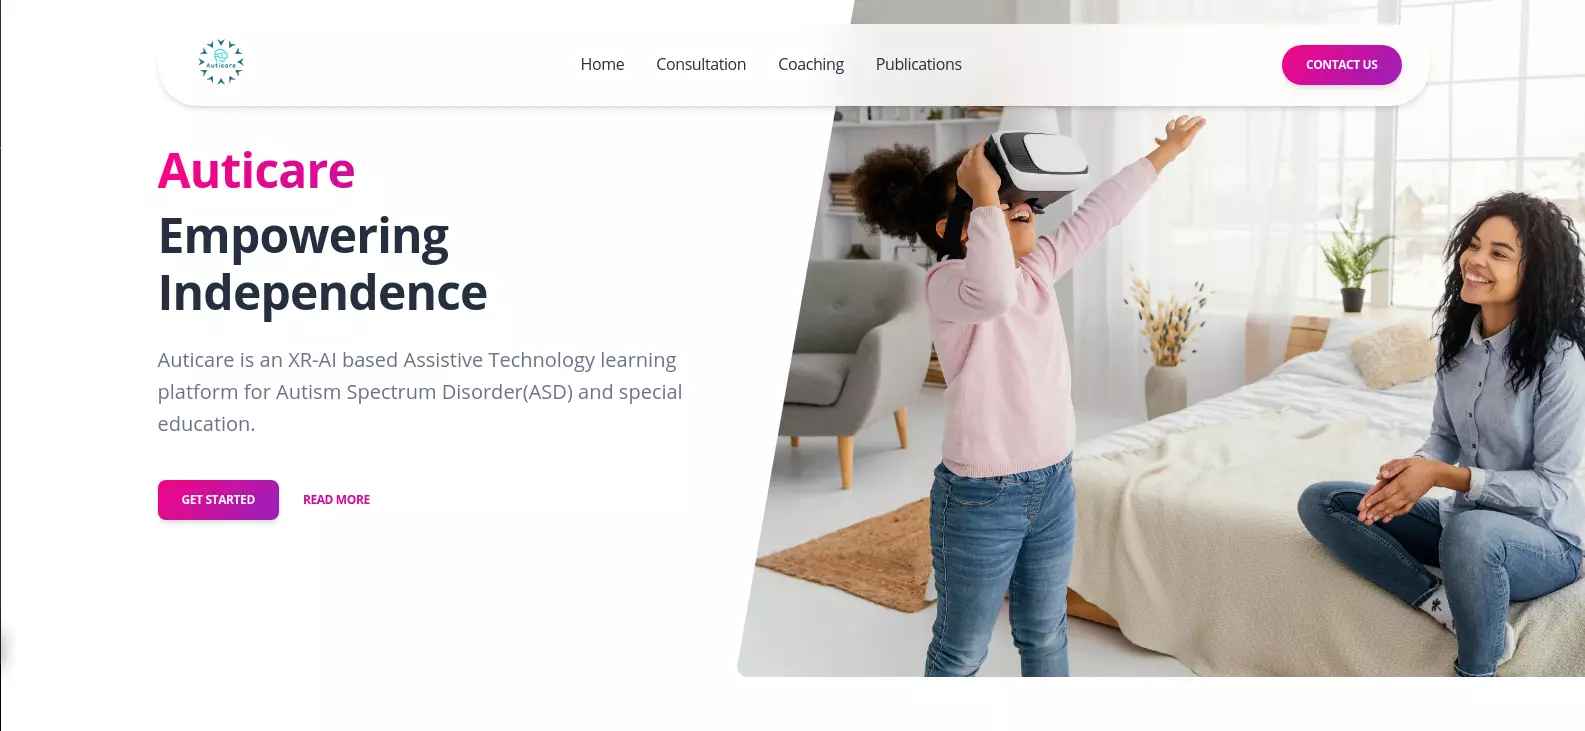 Auticare
Home Consultation Coaching Publications
CONTACT US
Auticare
Empowering
Independence
Auticare is an XR-AI based Assistive Technology learning
platform for Autism Spectrum Disorder(ASD) and special
education.
GET STARTED READ MORE